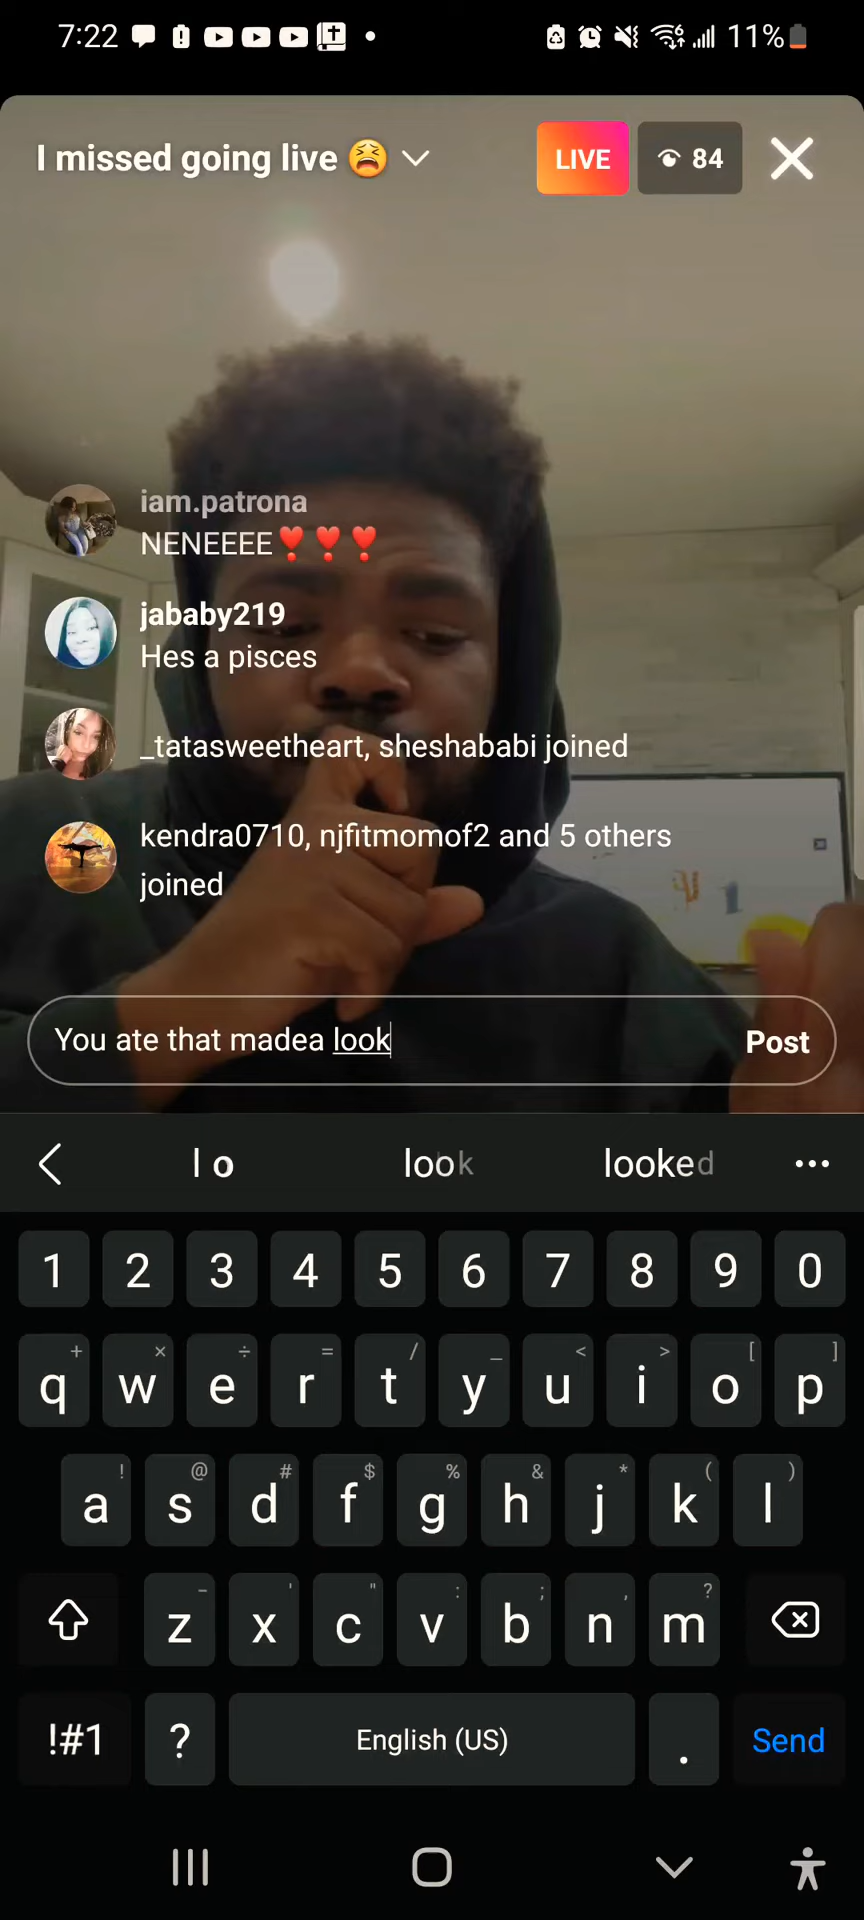 7:22 11%
I missed going live 😫 LIVE 84
iam.patrona
NENEEEE❣️❣️❣️
jababy219
Hes a pisces
_tatasweetheart, sheshababi joined
kendra0710, njfitmomof2 and 5 others
joined
You ate that madea look Post
l o look looked ...
1 2 3 4 5 6 7 8 9 0
+ × ÷ = / _ < > [ ]
q w e r t y u i o p
! @ # $ % & * ( )
a s d f g h j k l
- ' " : ; , ?
z x c v b n m
!#1 ? English (US) . Send